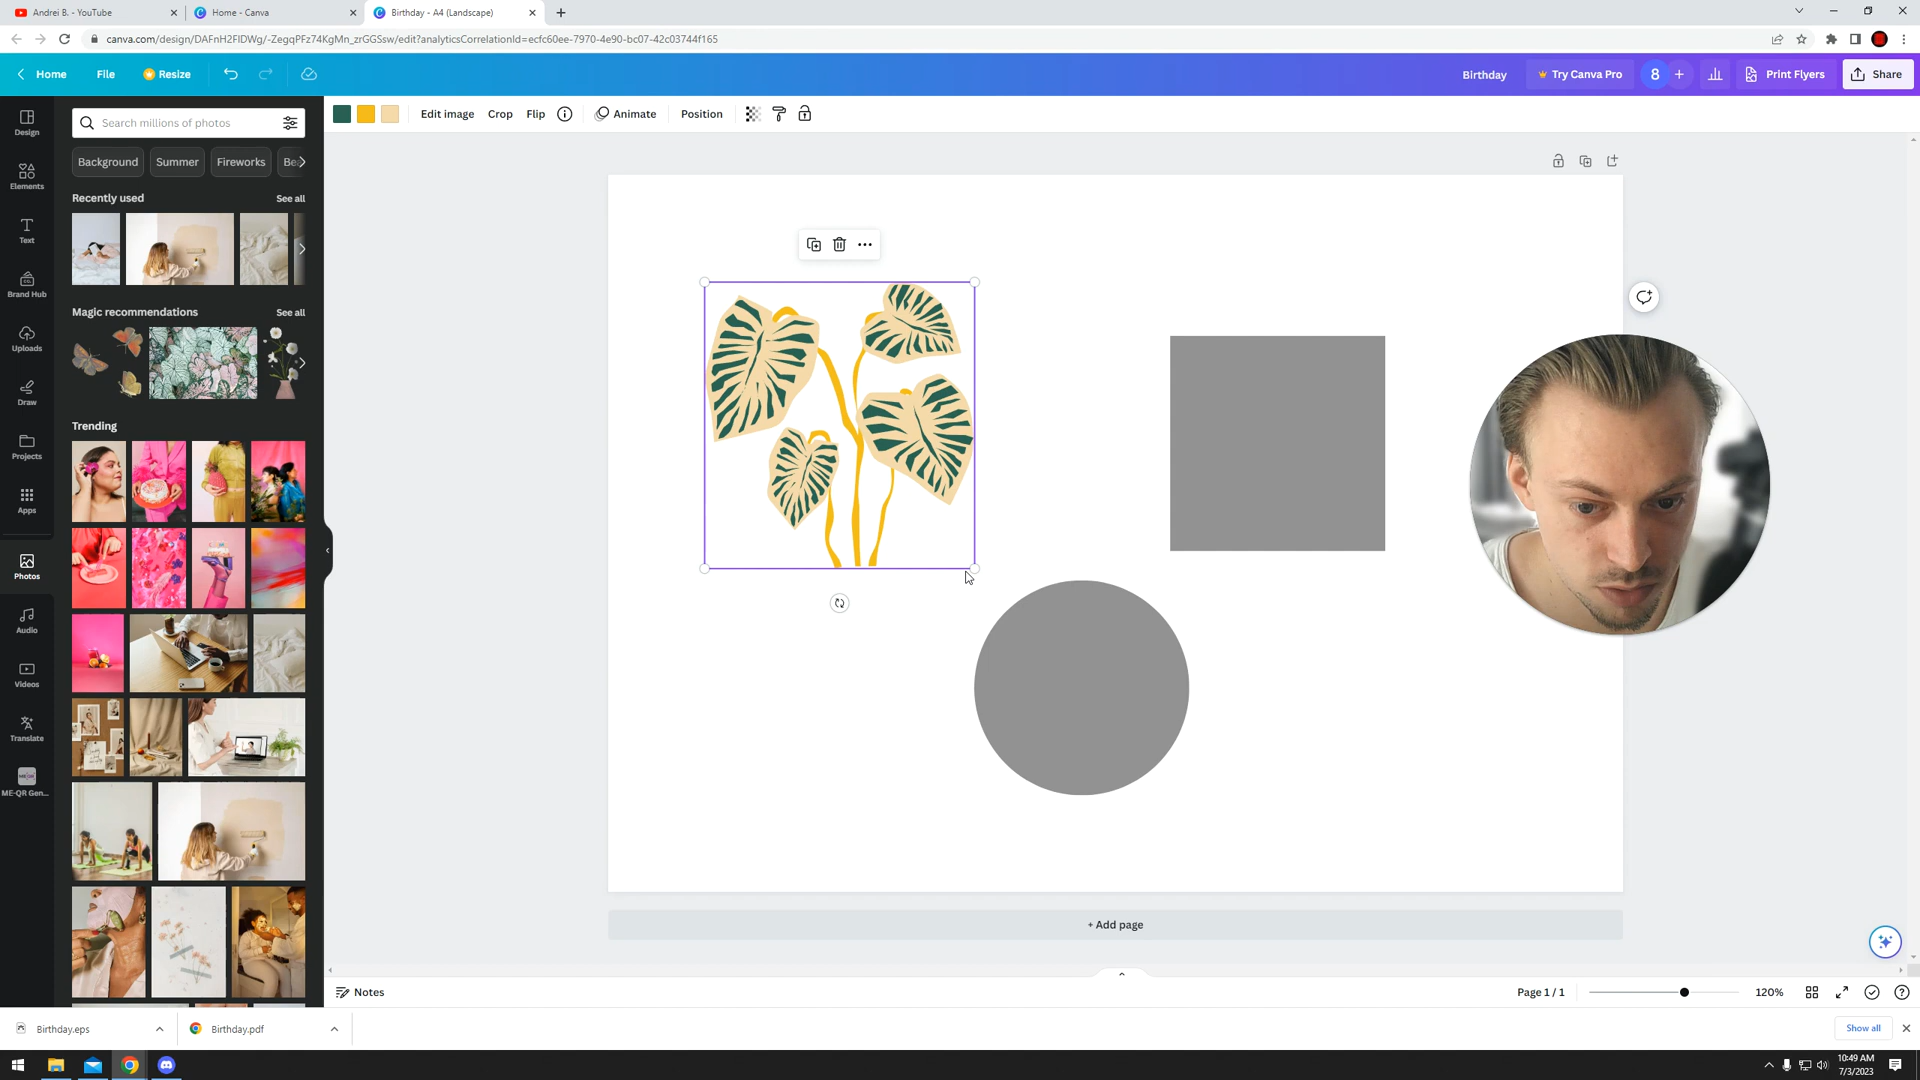 Andrei B. - YouTube
Home - Canva
Birthday - A4 (Landscape)
canva.com/design/DAFnH2FIDWg/-ZegqPFz74KgMn_zrGGSsw/edit?analyticsCorrelationId=ecfc60ee-7970-4e90-bc07-42c03744f165
Home
File
Resize
Birthday
Try Canva Pro
8
Print Flyers
Share
Design
Elements
Text
Brand Hub
Uploads
Draw
Projects
Apps
Photos
Audio
Videos
Translate
ME-QR Gen...
Search millions of photos
Background
Summer
Fireworks
Recently used
See all
Magic recommendations
See all
Trending
Edit image
Crop
Flip
Animate
Position
+ Add page
Notes
Page 1 / 1
120%
Birthday.eps
Birthday.pdf
Show all
10:49 AM
7/3/2023